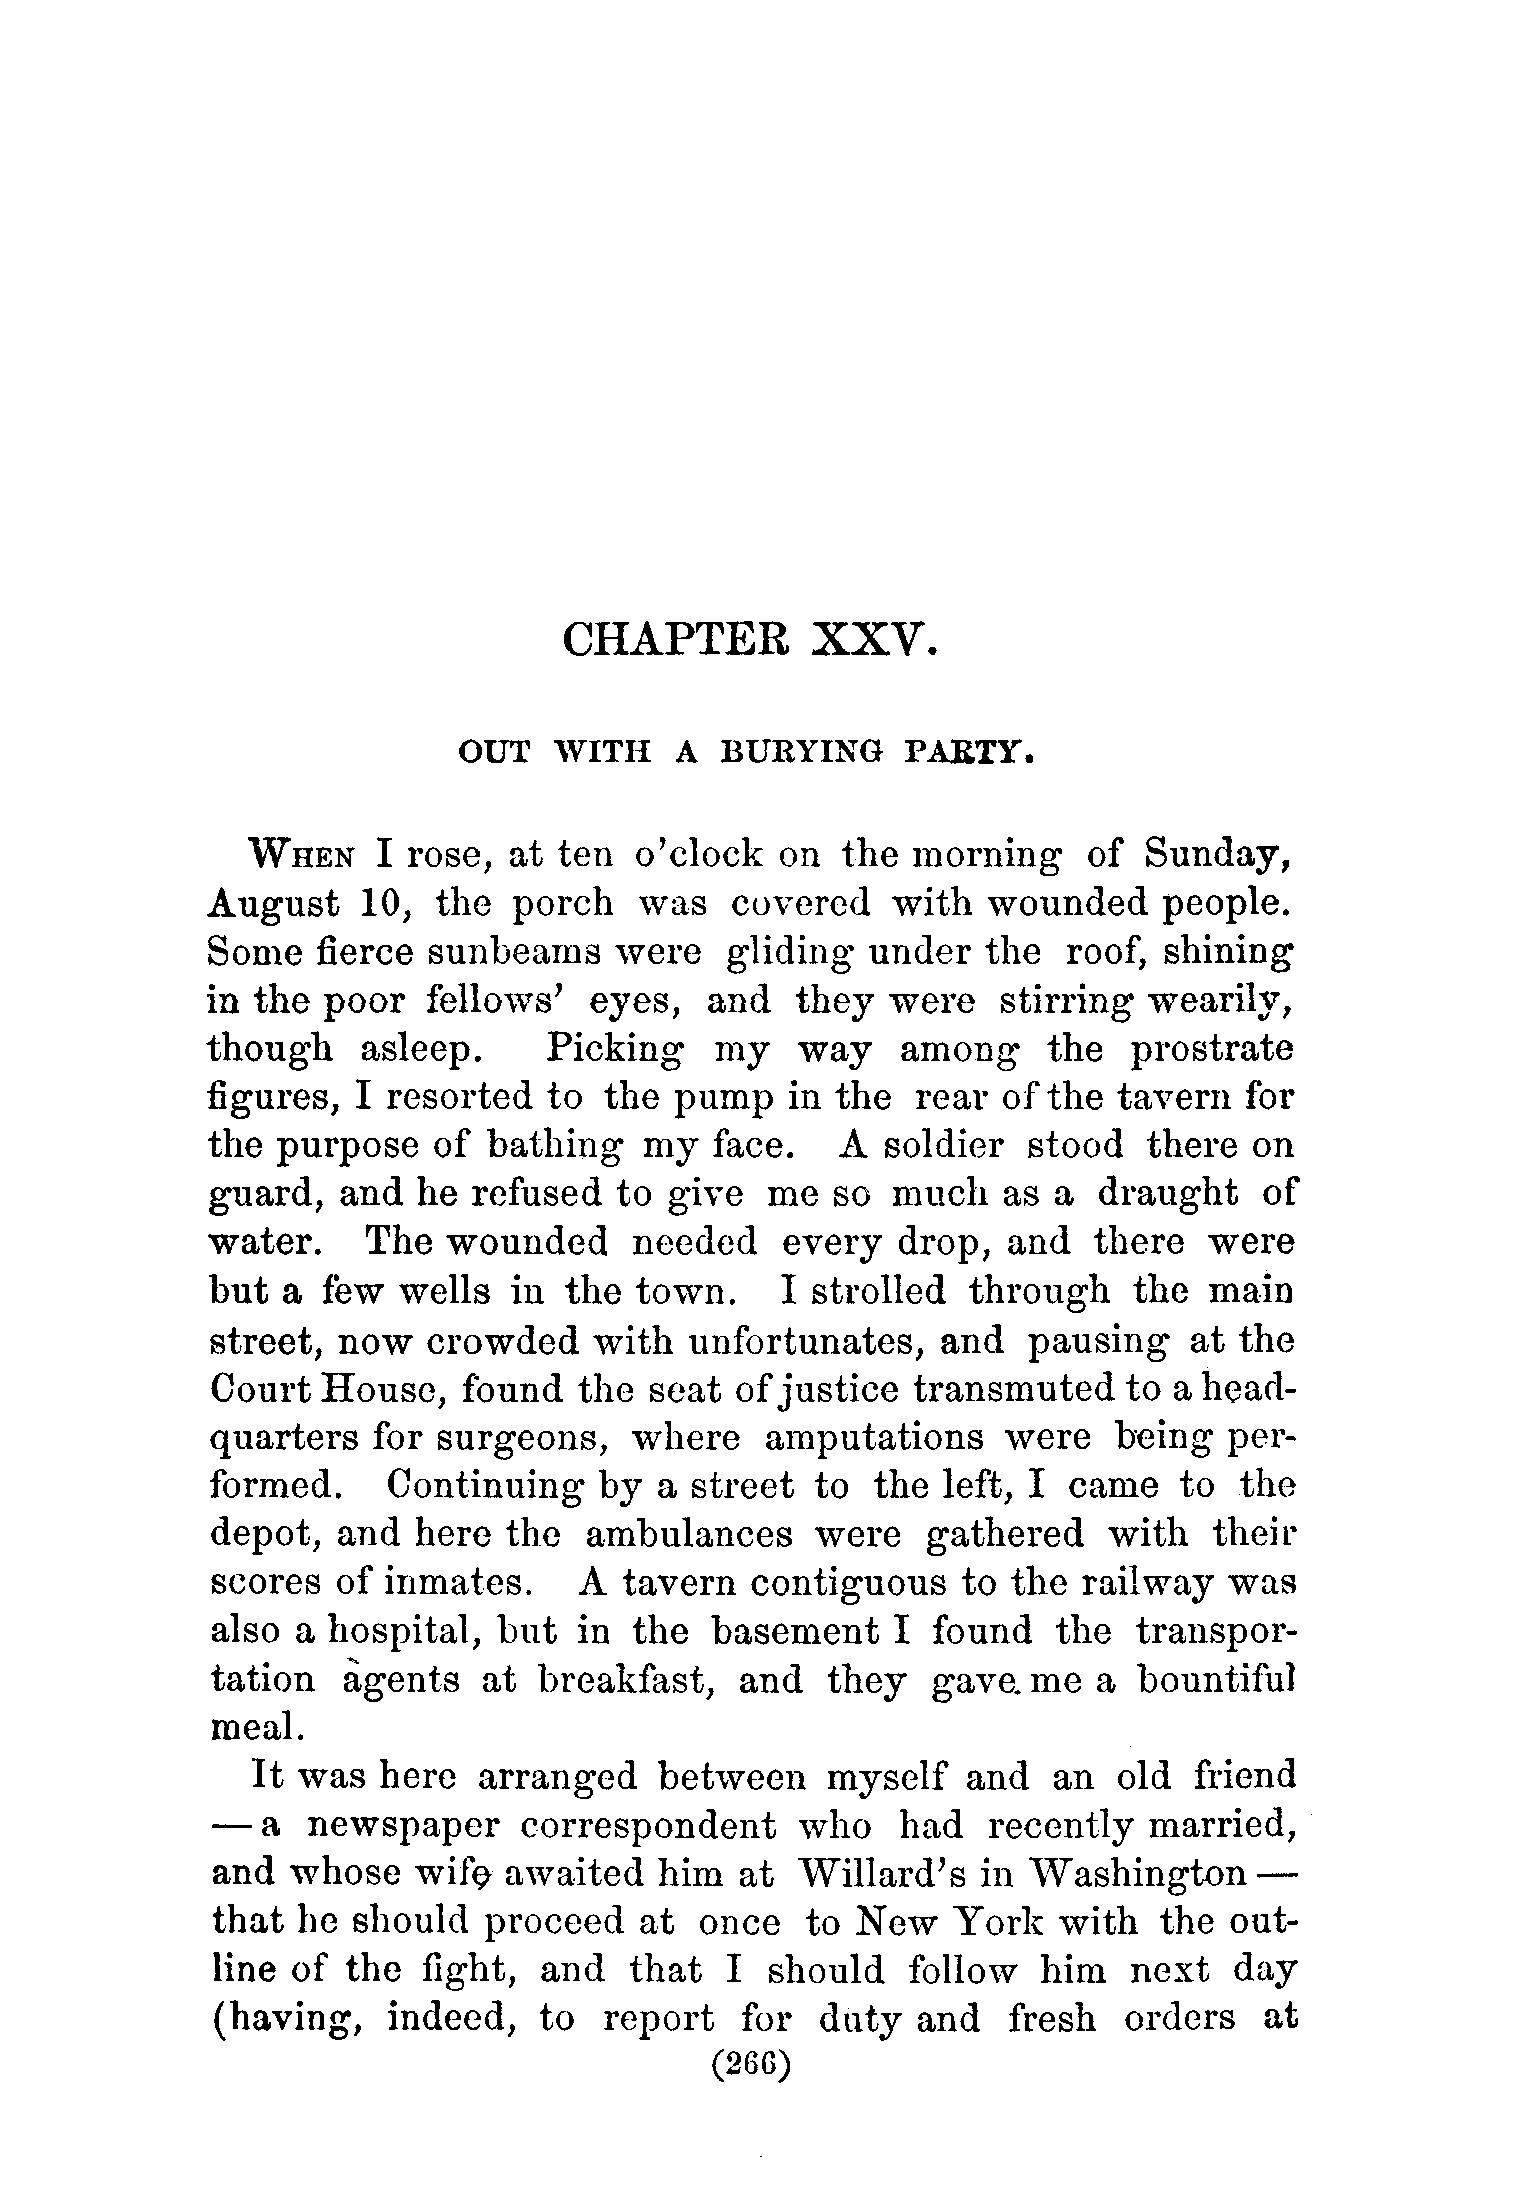 CHAPTER XXV.
OUT WITH A BURYING PARTY.
WHEN I rose, at ten o'clock on the morning of Sunday,
August 10, the porch was covered with wounded people.
Some fierce sunbeams were gliding under the roof, shining
in the poor fellows' eyes, and they were stirring wearily,
though asleep. Picking my way among the prostrate
figures, I resorted to the pump in the rear of the tavern for
the purpose of bathing my face. A soldier stood there on
guard, and he refused to give me so much as a draught of
water. The wounded needed every drop, and there were
but a few wells in the town. I strolled through the main
street, now crowded with unfortunates, and pausing at the
Court House, found the seat of justice transmuted to a head-
quarters for surgeons, where amputations were being per-
formed. Continuing by a street to the left, I came to the
depot, and here the ambulances were gathered with their
scores of inmates. A tavern contiguous to the railway was
also a hospital, but in the basement I found the transpor-
tation agents at breakfast, and they gave me a bountiful
meal.
It was here arranged between myself and an old friend
— a newspaper correspondent who had recently married,
and whose wife awaited him at Willard's in Washington —
that he should proceed at once to New York with the out-
line of the fight, and that I should follow him next day
(having, indeed, to report for duty and fresh orders at
(266)